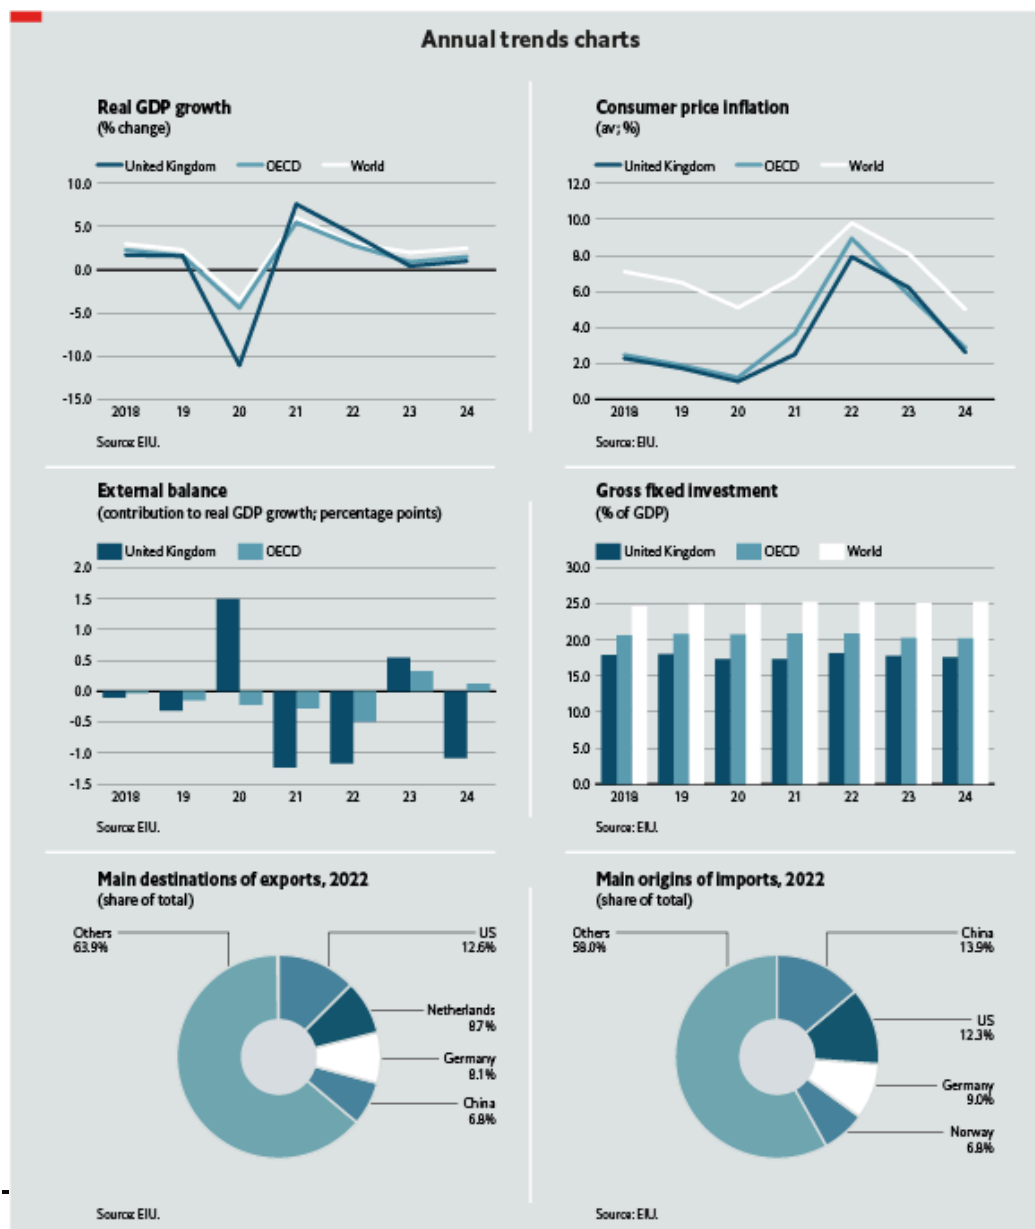 Annual trends charts
Real GDP growth
(% change)
United Kingdom OECD World
10.0
5.0
0.0
-5.0
-10.0
-15.0
2018 19 20 21 22 23 24
Source: EIU.
Consumer price inflation
(av; %)
United Kingdom OECD World
12.0
10.0
8.0
6.0
4.0
2.0
0.0
2018 19 20 21 22 23 24
Source: EIU.
External balance
(contribution to real GDP growth; percentage points)
United Kingdom OECD
2.0
1.5
1.0
0.5
0.0
-0.5
-1.0
-1.5
2018 19 20 21 22 23 24
Source: EIU.
Gross fixed investment
(% of GDP)
United Kingdom OECD World
30.0
25.0
20.0
15.0
10.0
5.0
0.0
2018 19 20 21 22 23 24
Source: EIU.
Main destinations of exports, 2022
(share of total)
Others
63.9%
US
12.6%
Netherlands
8.7%
Germany
8.1%
China
6.8%
Source: EIU.
Main origins of imports, 2022
(share of total)
Others
58.0%
China
13.9%
US
12.3%
Germany
9.0%
Norway
6.8%
Source: EIU.